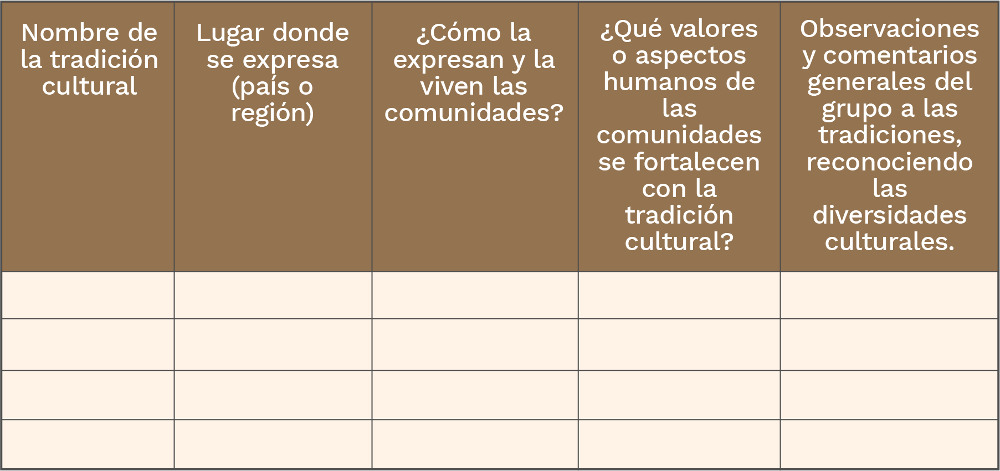 Nombre de
la tradición
cultural
Lugar donde
se expresa
(país o
región)
¿Cómo la
expresan y la
viven las
comunidades?
¿Qué valores
o aspectos
humanos de
las
comunidades
se fortalecen
con la
tradición
cultural?
Observaciones
y comentarios
generales del
grupo a las
tradiciones,
reconociendo
las
diversidades
culturales.